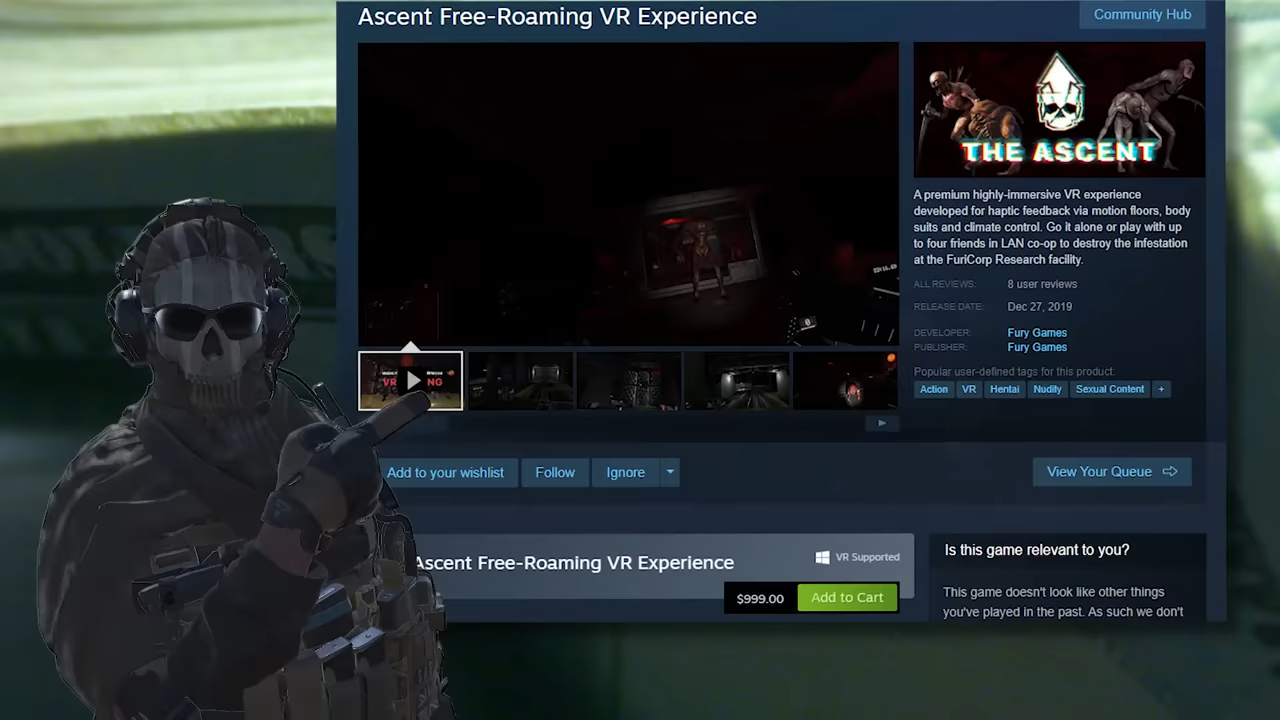 Ascent Free-Roaming VR Experience
Community Hub
THE ASCENT
A premium highly-immersive VR experience
developed for haptic feedback via motion floors, body
suits and climate control. Go it alone or play with up
to four friends in LAN co-op to destroy the infestation
at the FuriCorp Research facility.
ALL REVIEWS: 8 user reviews
RELEASE DATE: Dec 27, 2019
DEVELOPER: Fury Games
PUBLISHER: Fury Games
Popular user-defined tags for this product:
Action VR Hentai Nudity Sexual Content +
Add to your wishlist Follow Ignore
View Your Queue
Ascent Free-Roaming VR Experience
VR Supported
$999.00 Add to Cart
Is this game relevant to you?
This game doesn't look like other things
you've played in the past. As such we don't